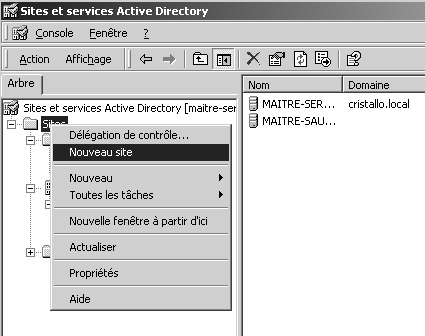 Sites et services Active Directory
Console Fenêtre ?
Action Affichage
Arbre
Sites et services Active Directory [maitre-ser
Sites
Délégation de contrôle...
Nouveau site
Nouveau
Toutes les tâches
Nouvelle fenêtre à partir d'ici
Actualiser
Propriétés
Aide
Nom Domaine
MAITRE-SER... cristallo.local
MAITRE-SAU...